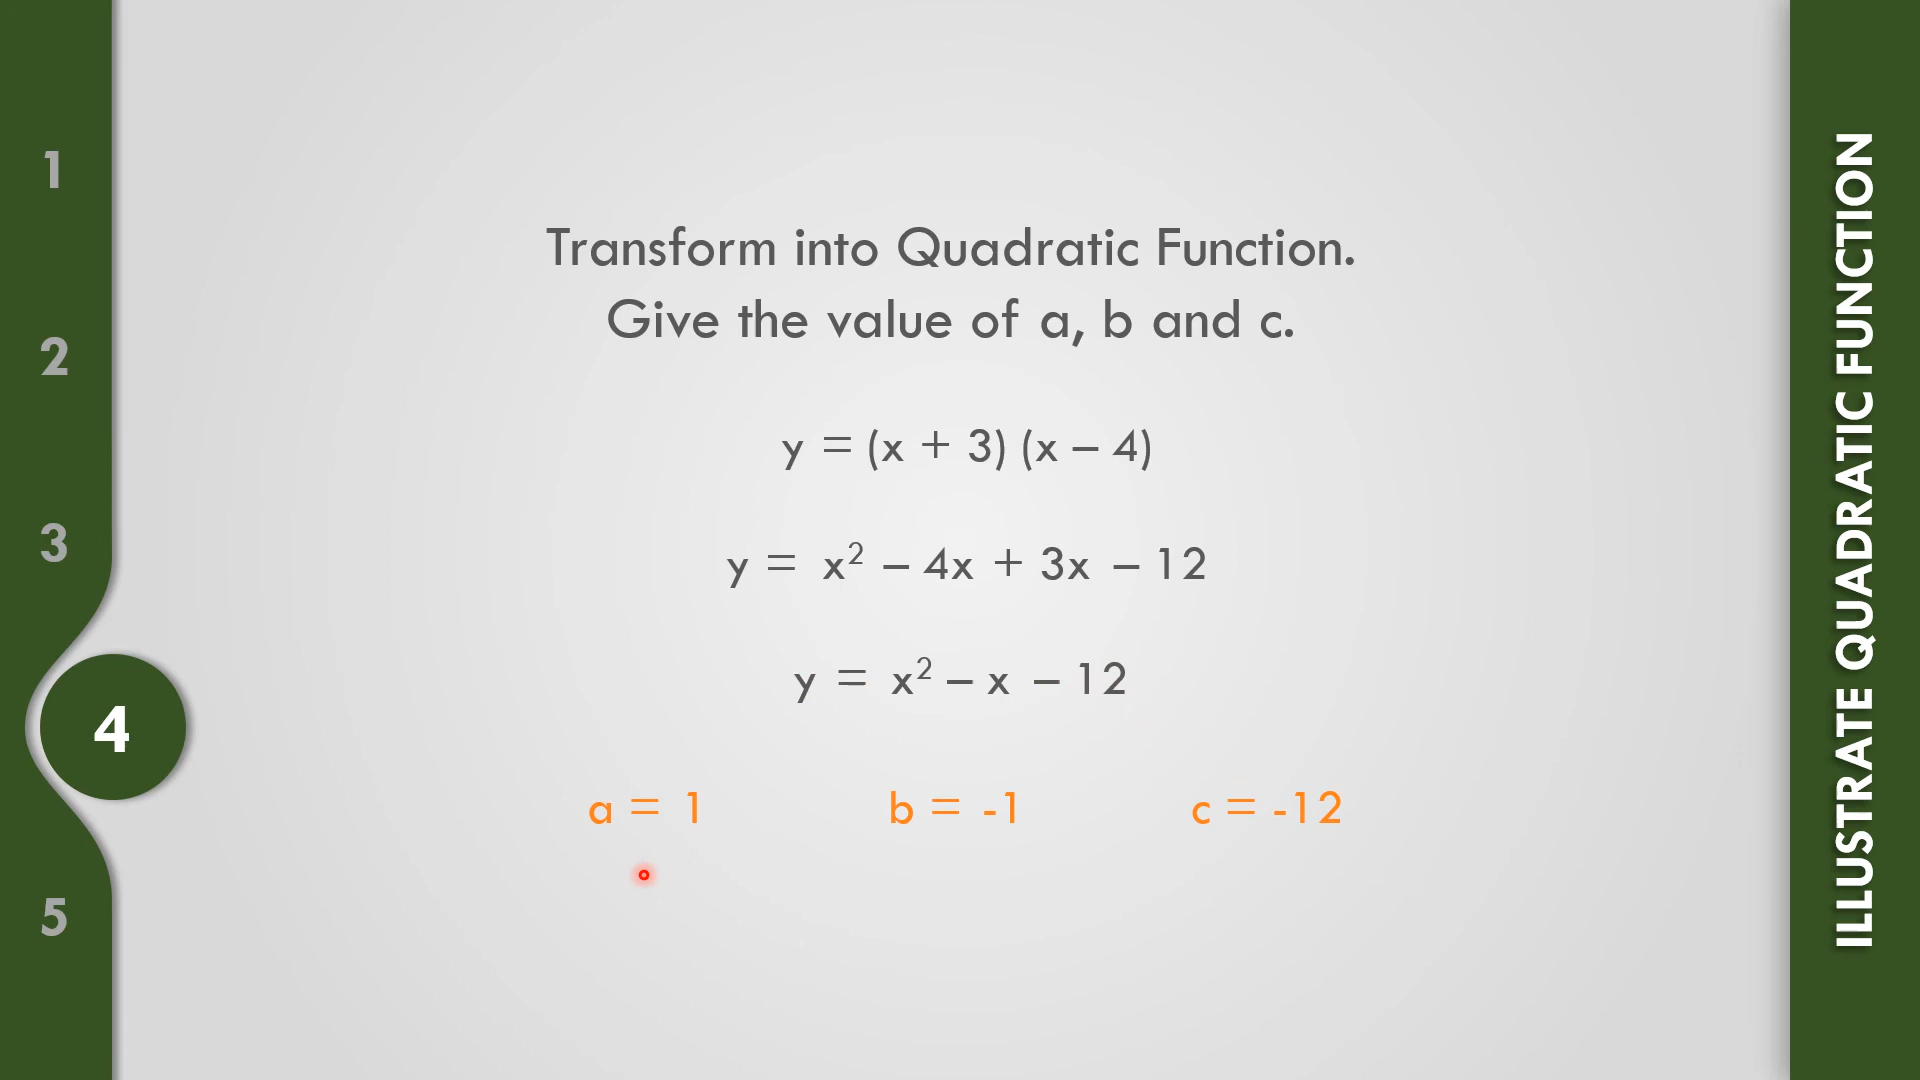 1
2
3
4
5
Transform into Quadratic Function.
Give the value of a, b and c.
y = (x + 3) (x – 4)
y = x² – 4x + 3x – 12
y = x² – x – 12
a = 1 b = -1 c = -12
ILLUSTRATE QUADRATIC FUNCTION